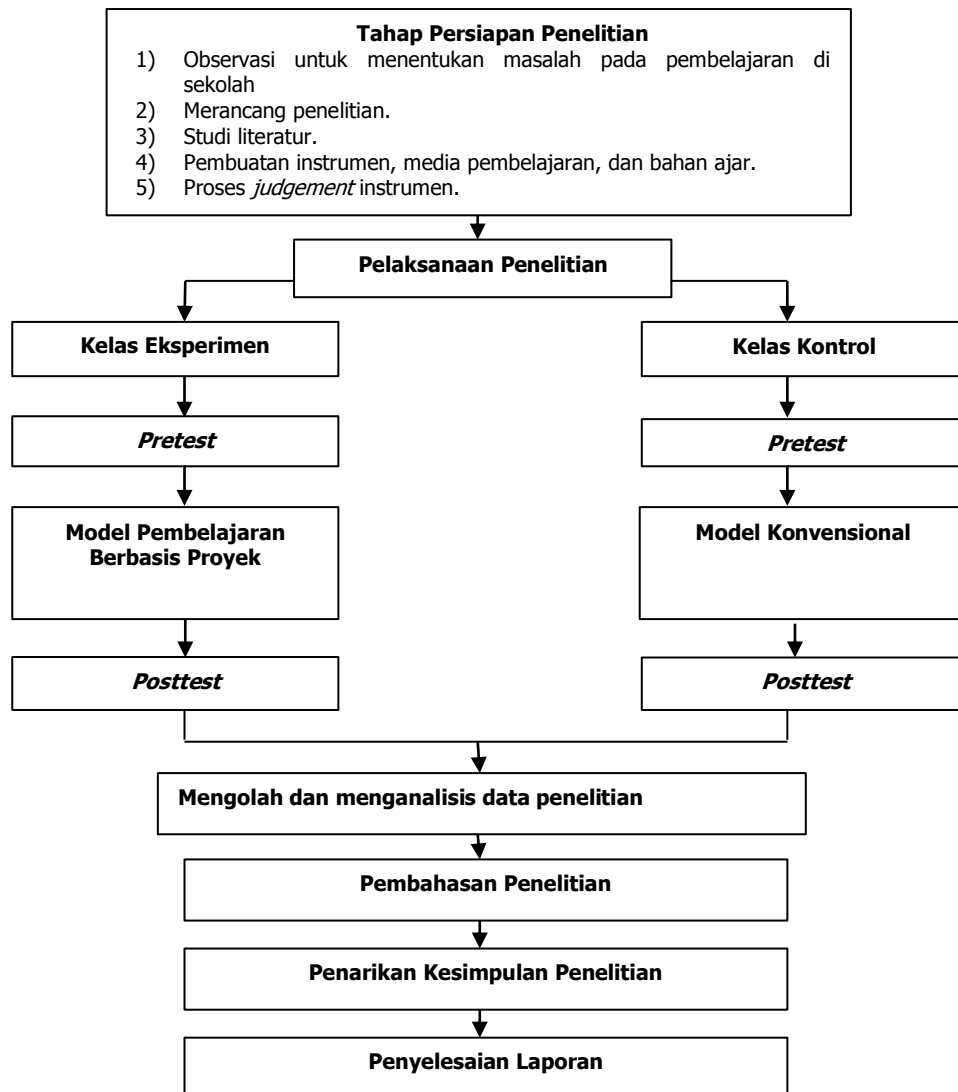 Tahap Persiapan Penelitian
1) Observasi untuk menentukan masalah pada pembelajaran di
sekolah
2) Merancang penelitian.
3) Studi literatur.
4) Pembuatan instrumen, media pembelajaran, dan bahan ajar.
5) Proses judgement instrumen.
Pelaksanaan Penelitian
Kelas Eksperimen
Kelas Kontrol
Pretest
Pretest
Model Pembelajaran
Berbasis Proyek
Model Konvensional
Posttest
Posttest
Mengolah dan menganalisis data penelitian
Pembahasan Penelitian
Penarikan Kesimpulan Penelitian
Penyelesaian Laporan